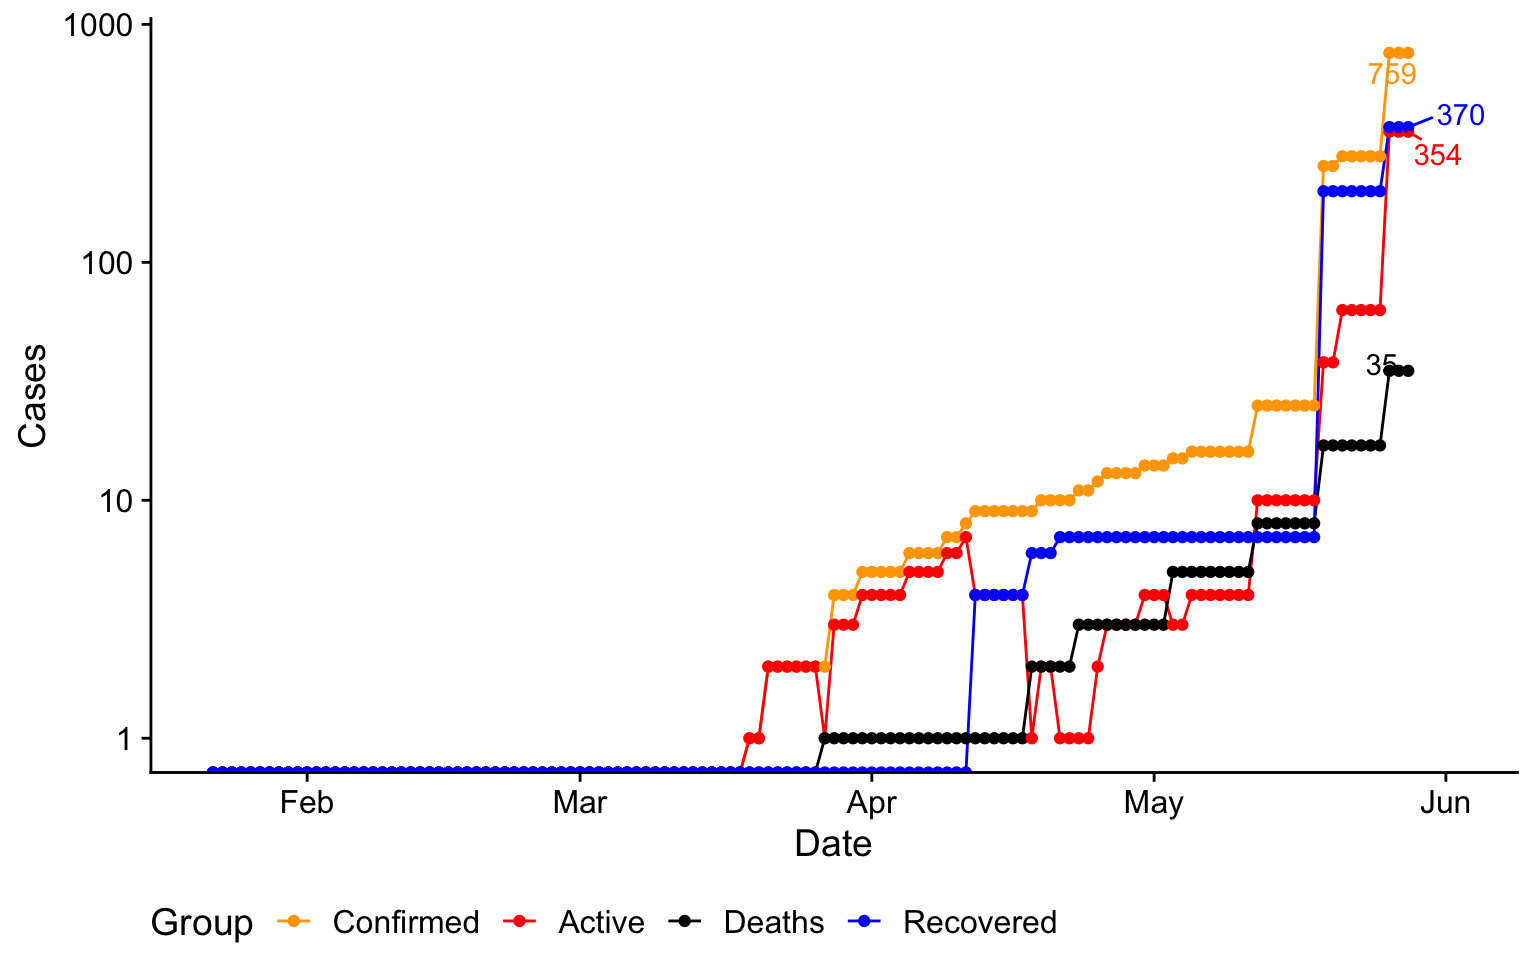 1000
759
370
354
100
35
Cases
10
1
Feb Mar Apr May Jun
Date
Group Confirmed Active Deaths Recovered